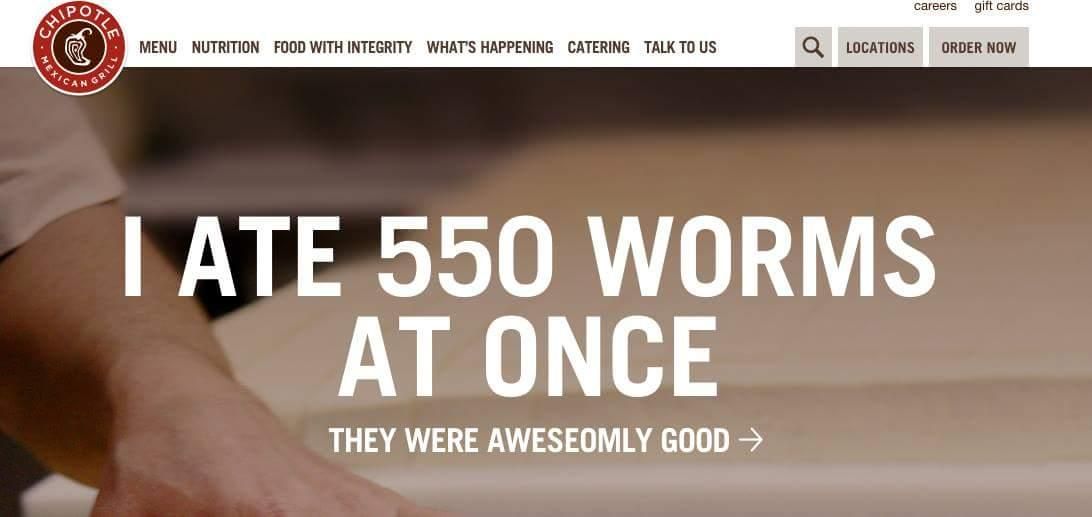 careers gift cards
CHIPOTLE
MEXICAN GRILL
MENU NUTRITION FOOD WITH INTEGRITY WHAT'S HAPPENING CATERING TALK TO US LOCATIONS ORDER NOW
I ATE 550 WORMS
AT ONCE
THEY WERE AWESEOMLY GOOD →